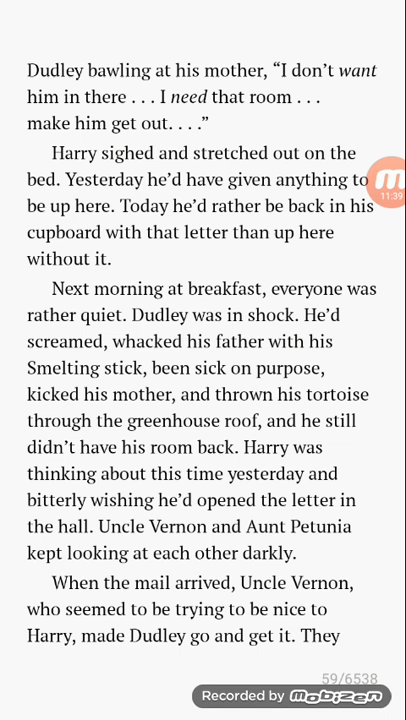 Dudley bawling at his mother, “I don’t want
him in there . . . I need that room . . .
make him get out. . . .”
Harry sighed and stretched out on the
bed. Yesterday he’d have given anything to
be up here. Today he’d rather be back in his
cupboard with that letter than up here
without it.
Next morning at breakfast, everyone was
rather quiet. Dudley was in shock. He’d
screamed, whacked his father with his
Smelting stick, been sick on purpose,
kicked his mother, and thrown his tortoise
through the greenhouse roof, and he still
didn’t have his room back. Harry was
thinking about this time yesterday and
bitterly wishing he’d opened the letter in
the hall. Uncle Vernon and Aunt Petunia
kept looking at each other darkly.
When the mail arrived, Uncle Vernon,
who seemed to be trying to be nice to
Harry, made Dudley go and get it. They
m
11:39
59/6538
Recorded by mobizen